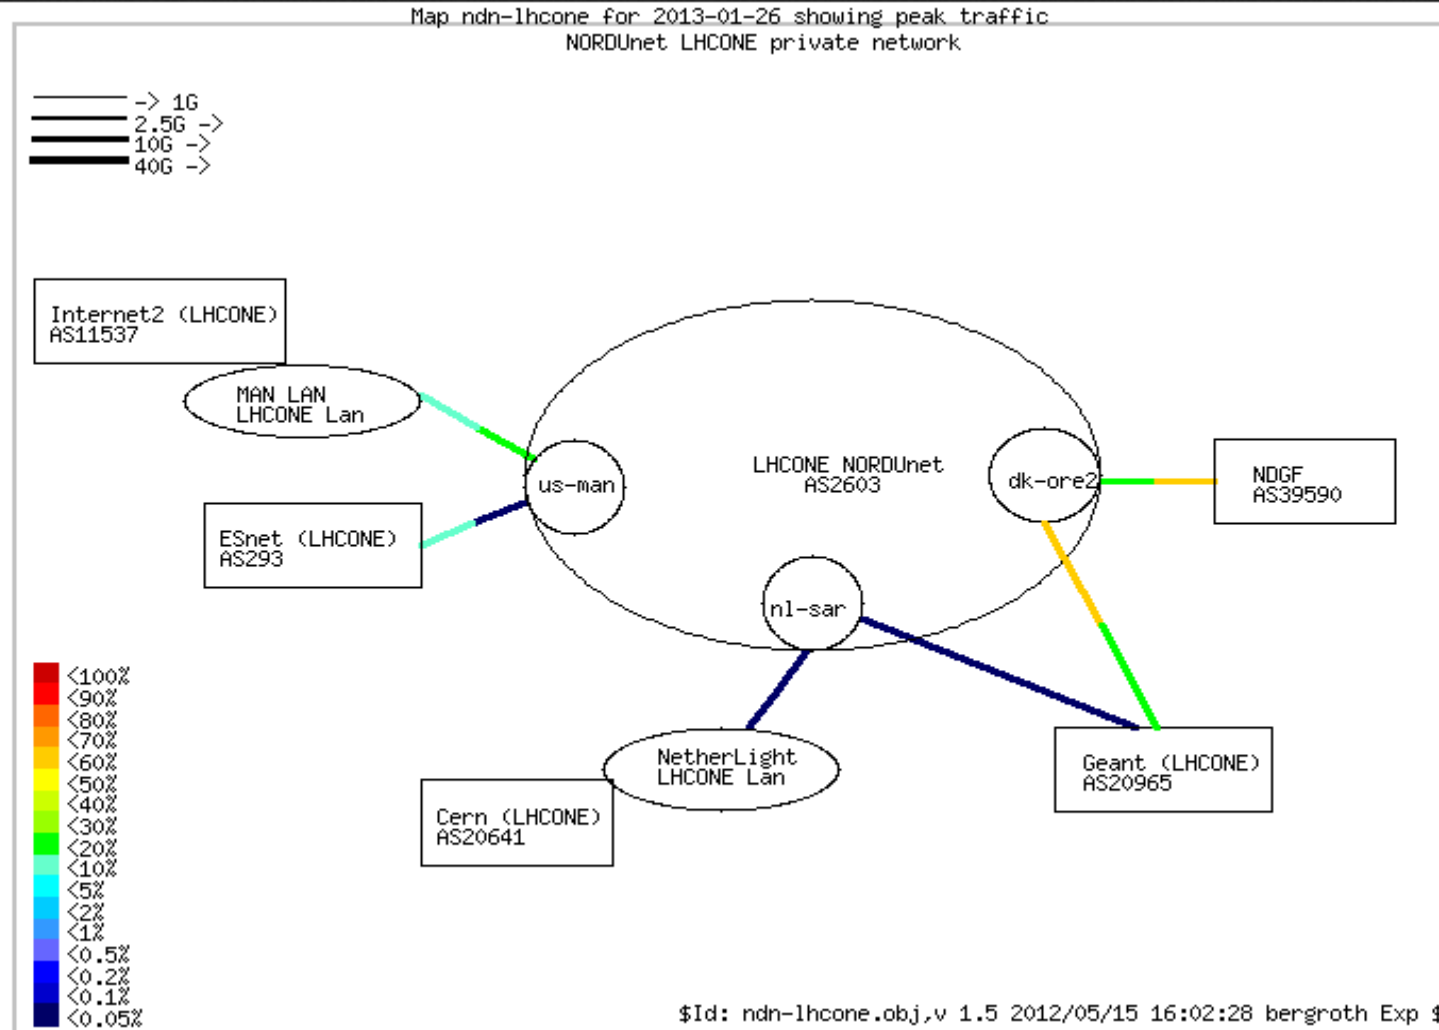 Map ndn-lhcone for 2013-01-26 showing peak traffic
NORDUnet LHCONE private network
-> 1G
2.5G ->
10G ->
40G ->
Internet2 (LHCONE)
AS11537
MAN LAN
LHCONE Lan
ESnet (LHCONE)
AS293
us-man
LHCONE NORDUnet
AS2603
dk-ore2
NDGF
AS39590
nl-sar
NetherLight
LHCONE Lan
Cern (LHCONE)
AS20641
Geant (LHCONE)
AS20965
<100%
<90%
<80%
<70%
<60%
<50%
<40%
<30%
<20%
<10%
<5%
<2%
<1%
<0.5%
<0.2%
<0.1%
<0.05%
$Id: ndn-lhcone.obj,v 1.5 2012/05/15 16:02:28 bergroth Exp $